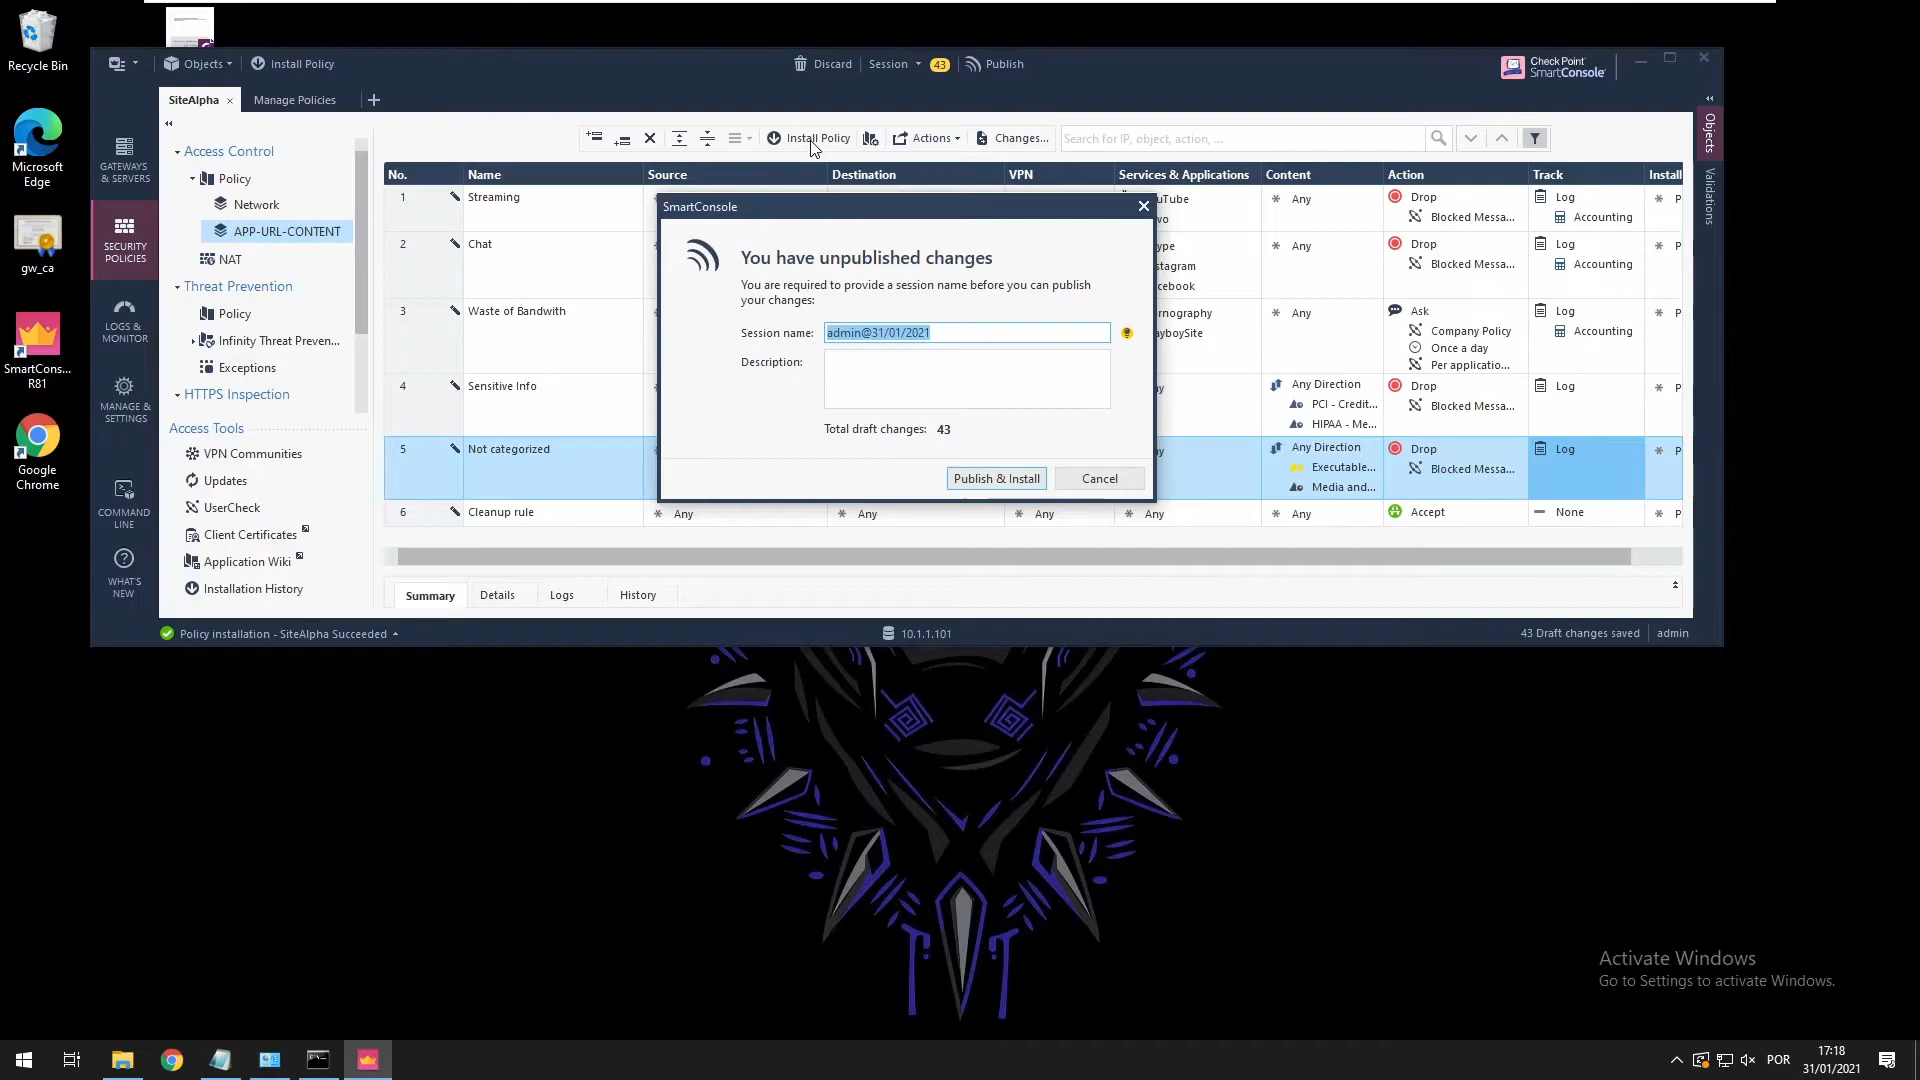 Recycle Bin
Microsoft
Edge
gw_ca
SmartCons...
R81
Google
Chrome
Objects
Install Policy
Discard
Session
43
Publish
Check Point
SmartConsole
SiteAlpha
Manage Policies
GATEWAYS
& SERVERS
SECURITY
POLICIES
LOGS &
MONITOR
MANAGE &
SETTINGS
COMMAND
LINE
WHAT'S
NEW
Access Control
Policy
Network
APP-URL-CONTENT
NAT
Threat Prevention
Policy
Infinity Threat Preven...
Exceptions
HTTPS Inspection
Access Tools
VPN Communities
Updates
UserCheck
Client Certificates
Application Wiki
Installation History
Install Policy
Actions
Changes...
Search for IP, object, action, ...
Objects
Validations
No. Name Source Destination VPN Services & Applications Content Action Track Install
1 Streaming uTube Any Drop Log P
vo Blocked Messa... Accounting
2 Chat ype Any Drop Log P
stagram Blocked Messa... Accounting
cebook
3 Waste of Bandwith ornography Any Ask Log P
ayboySite Company Policy Accounting
Once a day
Per applicatio...
4 Sensitive Info Any Direction Drop Log P
PCI - Credit... Blocked Messa...
HIPAA - Me...
5 Not categorized Any Direction Drop Log P
Executable... Blocked Messa...
Media and...
6 Cleanup rule Any Any Any Any Any Accept None P
SmartConsole
You have unpublished changes
You are required to provide a session name before you can publish
your changes:
Session name: admin@31/01/2021
Description:
Total draft changes: 43
Publish & Install Cancel
Summary Details Logs History
Policy installation - SiteAlpha Succeeded
10.1.1.101
43 Draft changes saved
admin
Activate Windows
Go to Settings to activate Windows.
POR
17:18
31/01/2021